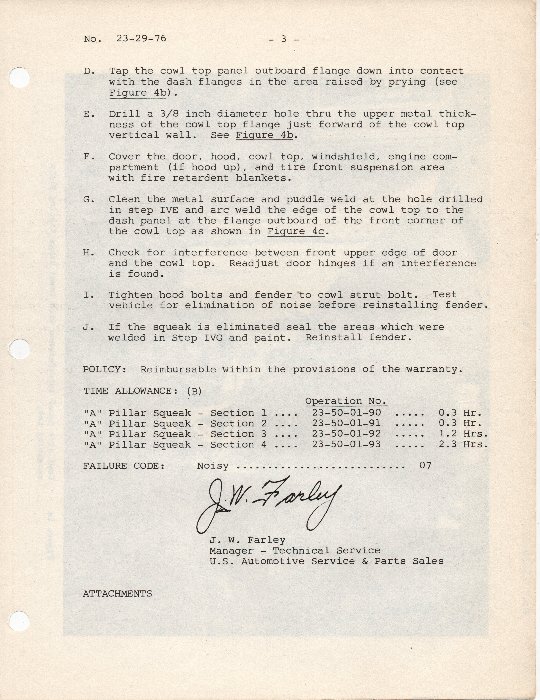 No. 23-29-76 - 3 -
D. Tap the cowl top panel outboard flange down into contact
with the dash flanges in the area raised by prying (see
Figure 4b).
E. Drill a 3/8 inch diameter hole thru the upper metal thick-
ness of the cowl top flange just forward of the cowl top
vertical wall. See Figure 4b.
F. Cover the door, hood, cowl top, windshield, engine com-
partment (if hood up), and tire front suspension area
with fire retardent blankets.
G. Clean the metal surface and puddle weld at the hole drilled
in step IVE and arc weld the edge of the cowl top to the
dash panel at the flange outboard of the front corner of
the cowl top as shown in Figure 4c.
H. Check for interference between front upper edge of door
and the cowl top. Readjust door hinges if an interference
is found.
I. Tighten hood bolts and fender to cowl strut bolt. Test
vehicle for elimination of noise before reinstalling fender.
J. If the squeak is eliminated seal the areas which were
welded in Step IVG and paint. Reinstall fender.
POLICY: Reimbursable within the provisions of the warranty.
TIME ALLOWANCE: (B)
Operation No.
"A" Pillar Squeak - Section 1 .... 23-50-01-90 ..... 0.3 Hr.
"A" Pillar Squeak - Section 2 .... 23-50-01-91 ..... 0.3 Hr.
"A" Pillar Squeak - Section 3 .... 23-50-01-92 ..... 1.2 Hrs.
"A" Pillar Squeak - Section 4 .... 23-50-01-93 ..... 2.3 Hrs.
FAILURE CODE: Noisy .......................... 07
J.W. Farley
J. W. Farley
Manager - Technical Service
U.S. Automotive Service & Parts Sales
ATTACHMENTS